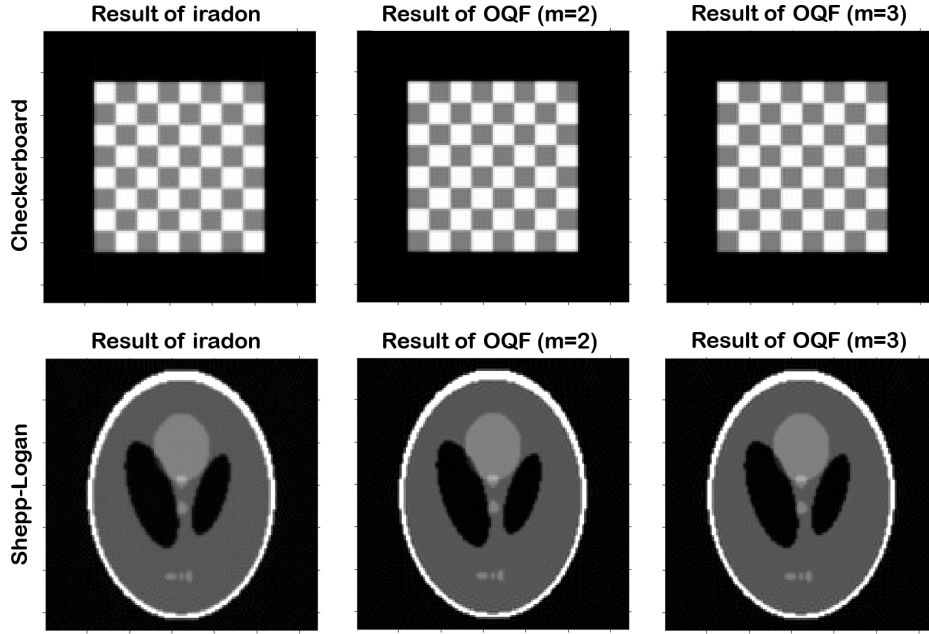 Result of iradon
Result of OQF (m=2)
Result of OQF (m=3)
Checkerboard
Result of iradon
Result of OQF (m=2)
Result of OQF (m=3)
Shepp-Logan